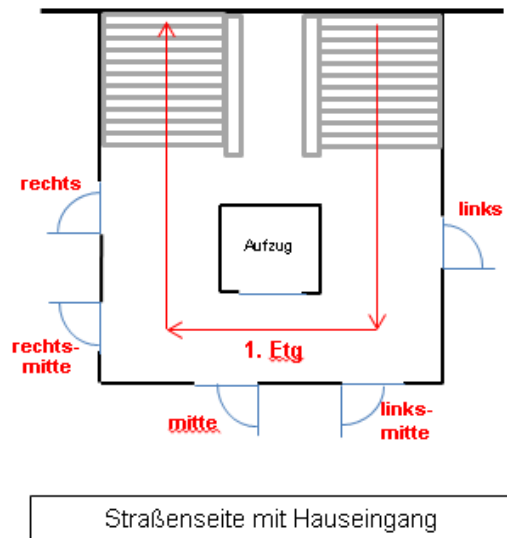 rechts
links
Aufzug
1. Etg
rechts-
mitte
mitte
links-
mitte
Straßenseite mit Hauseingang